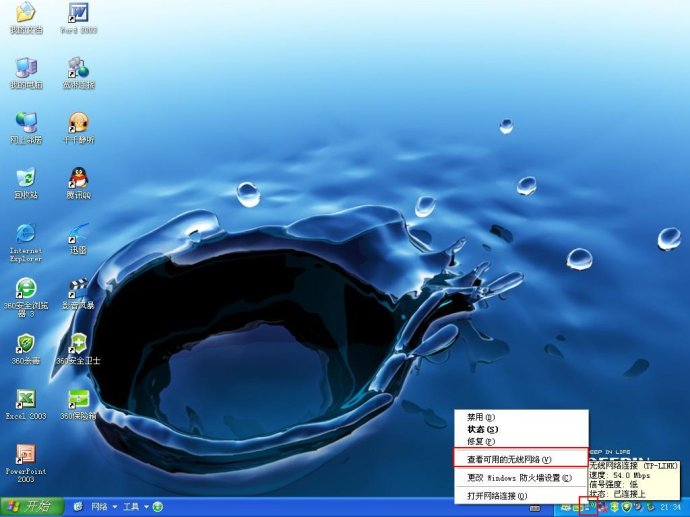 我的文档
Word 2003
我的电脑
宽带连接
网上邻居
千千静听
回收站
腾讯QQ
Internet
Explorer
迅雷
360安全浏览
器 3
影音风暴
360杀毒
360安全卫士
Excel 2003
360保险箱
PowerPoint
2003
禁用(D)
状态(S)
修复(P)
查看可用的无线网络(V)
更改 Windows 防火墙设置(C)
打开网络连接(O)
EEP IN LIFE
无线网络连接 (TP-LINK)
速度: 54.0 Mbps
信号强度: 低
状态: 已连接上
开始
网络
工具
21:34